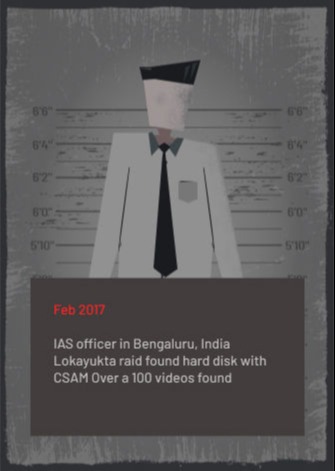 6'6" 6'6"
6'4" 6'4"
6'2" 6'2"
6'0" 6'0"
5'10" 5'10"
Feb 2017
IAS officer in Bengaluru, India
Lokayukta raid found hard disk with
CSAM Over a 100 videos found